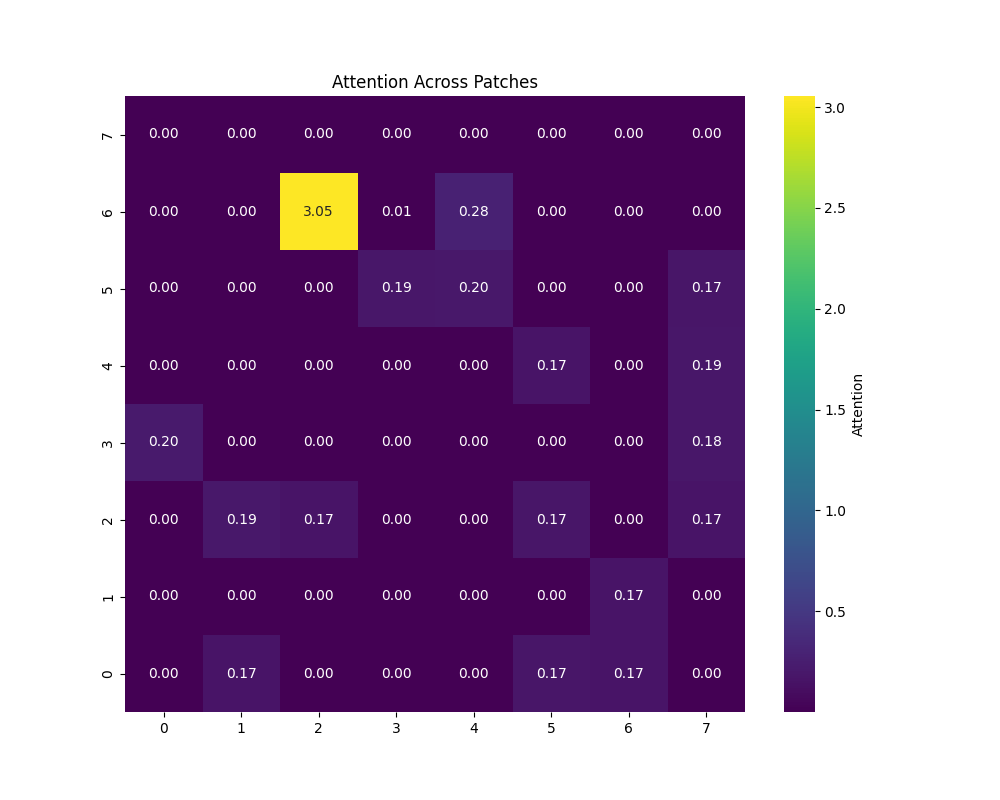 Attention Across Patches
7 0.00 0.00 0.00 0.00 0.00 0.00 0.00 0.00
6 0.00 0.00 3.05 0.01 0.28 0.00 0.00 0.00
5 0.00 0.00 0.00 0.19 0.20 0.00 0.00 0.17
4 0.00 0.00 0.00 0.00 0.00 0.17 0.00 0.19
3 0.20 0.00 0.00 0.00 0.00 0.00 0.00 0.18
2 0.00 0.19 0.17 0.00 0.00 0.17 0.00 0.17
1 0.00 0.00 0.00 0.00 0.00 0.00 0.17 0.00
0 0.00 0.17 0.00 0.00 0.00 0.17 0.17 0.00
0 1 2 3 4 5 6 7
3.0
2.5
2.0
1.5
1.0
0.5
Attention